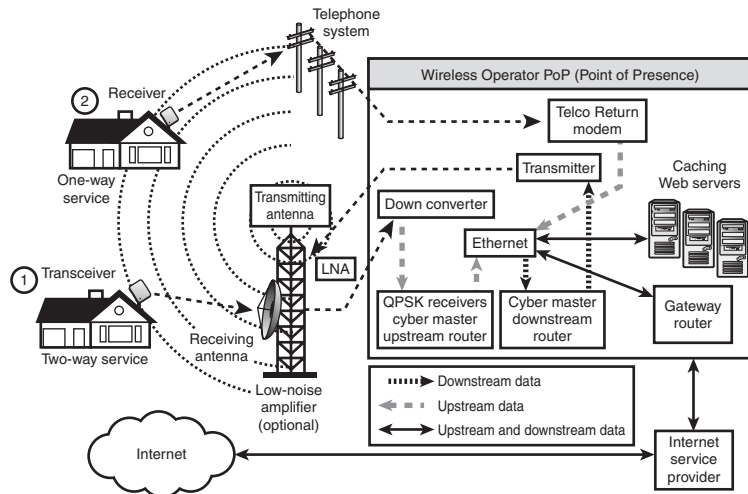 Telephone
system
Wireless Operator PoP (Point of Presence)
2
Receiver
One-way
service
Telco Return
modem
Transmitter
Caching
Web servers
Transmitting
antenna
Down converter
Ethernet
LNA
1
Transceiver
Two-way service
Receiving
antenna
QPSK receivers
cyber master
upstream router
Cyber master
downstream
router
Gateway
router
Low-noise
amplifier
(optional)
Downstream data
Upstream data
Upstream and downstream data
Internet
Internet
service
provider